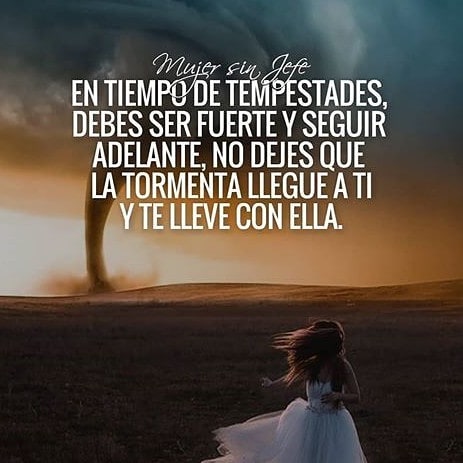 Mujer sin Jefe
EN TIEMPO DE TEMPESTADES,
DEBES SER FUERTE Y SEGUIR
ADELANTE, NO DEJES QUE
LA TORMENTA LLEGUE A TI
Y TE LLEVE CON ELLA.